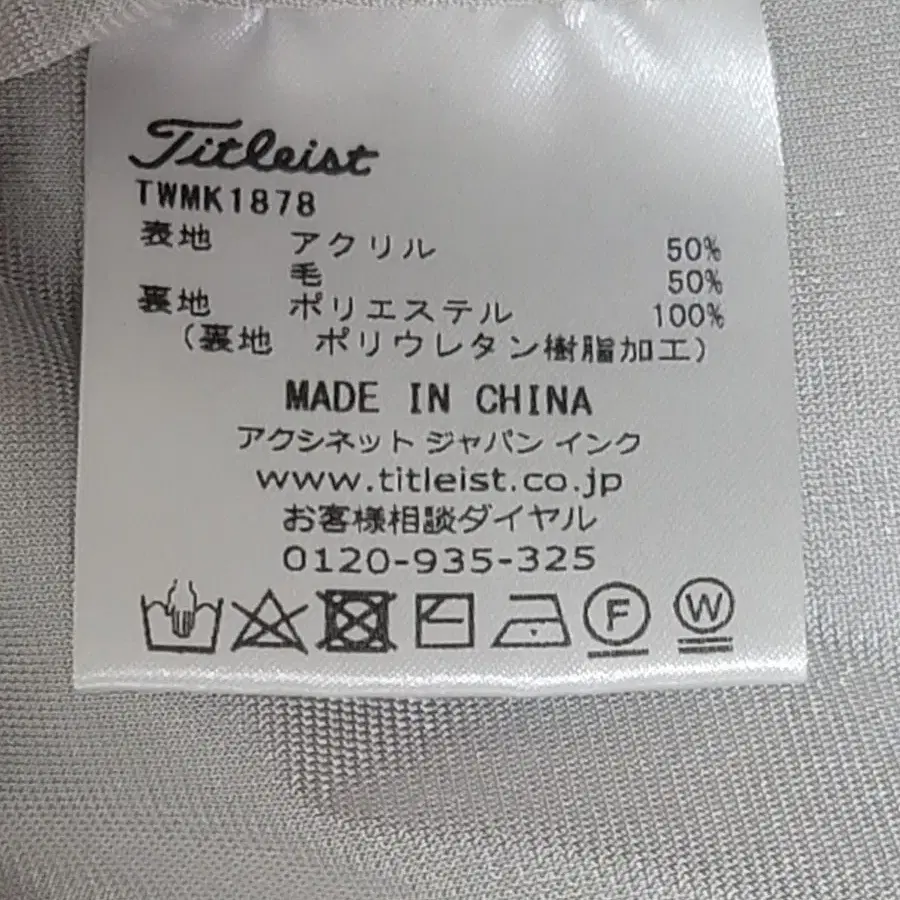 Titleist
TWMK1878
表地 アクリル 50%
毛 50%
裏地 ポリエステル 100%
(裏地 ポリウレタン樹脂加工)
MADE IN CHINA
アクシネット ジャパン インク
www.titleist.co.jp
お客様相談ダイヤル
0120-935-325
F W